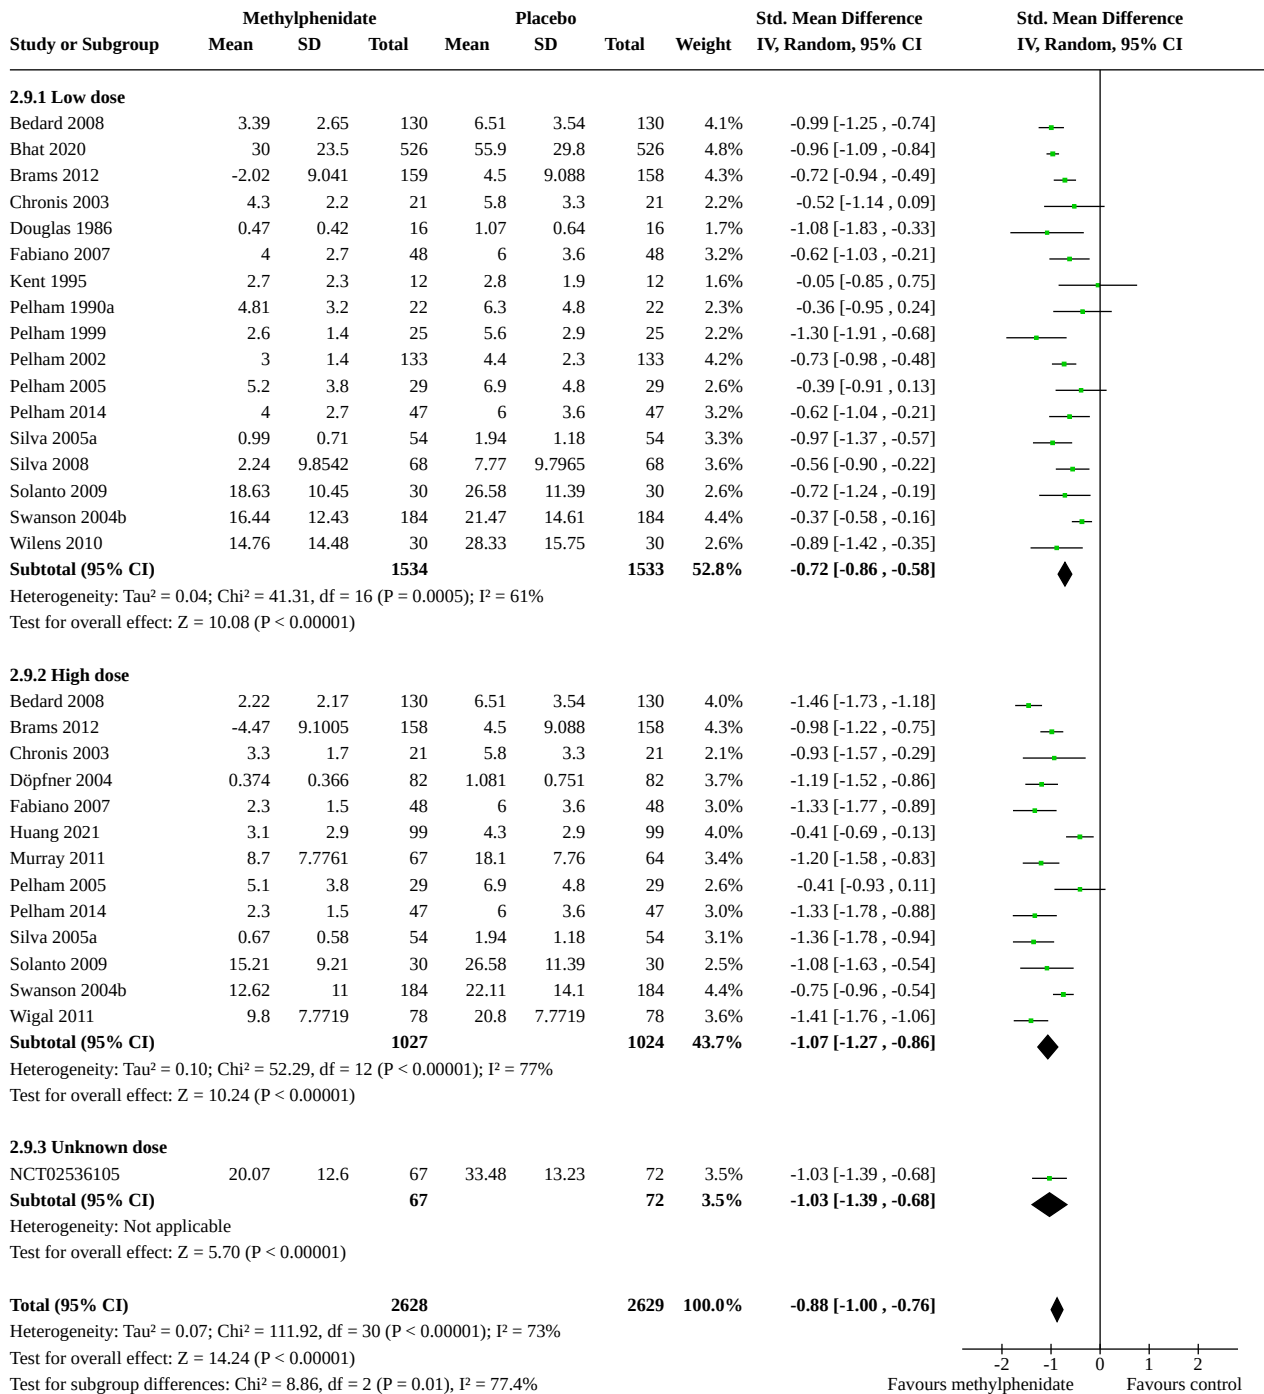 Methylphenidate Placebo Std. Mean Difference Std. Mean Difference
Study or Subgroup Mean SD Total Mean SD Total Weight IV, Random, 95% CI IV, Random, 95% CI
2.9.1 Low dose
Bedard 2008 3.39 2.65 130 6.51 3.54 130 4.1% -0.99 [-1.25 , -0.74]
Bhat 2020 30 23.5 526 55.9 29.8 526 4.8% -0.96 [-1.09 , -0.84]
Brams 2012 -2.02 9.041 159 4.5 9.088 158 4.3% -0.72 [-0.94 , -0.49]
Chronis 2003 4.3 2.2 21 5.8 3.3 21 2.2% -0.52 [-1.14 , 0.09]
Douglas 1986 0.47 0.42 16 1.07 0.64 16 1.7% -1.08 [-1.83 , -0.33]
Fabiano 2007 4 2.7 48 6 3.6 48 3.2% -0.62 [-1.03 , -0.21]
Kent 1995 2.7 2.3 12 2.8 1.9 12 1.6% -0.05 [-0.85 , 0.75]
Pelham 1990a 4.81 3.2 22 6.3 4.8 22 2.3% -0.36 [-0.95 , 0.24]
Pelham 1999 2.6 1.4 25 5.6 2.9 25 2.2% -1.30 [-1.91 , -0.68]
Pelham 2002 3 1.4 133 4.4 2.3 133 4.2% -0.73 [-0.98 , -0.48]
Pelham 2005 5.2 3.8 29 6.9 4.8 29 2.6% -0.39 [-0.91 , 0.13]
Pelham 2014 4 2.7 47 6 3.6 47 3.2% -0.62 [-1.04 , -0.21]
Silva 2005a 0.99 0.71 54 1.94 1.18 54 3.3% -0.97 [-1.37 , -0.57]
Silva 2008 2.24 9.8542 68 7.77 9.7965 68 3.6% -0.56 [-0.90 , -0.22]
Solanto 2009 18.63 10.45 30 26.58 11.39 30 2.6% -0.72 [-1.24 , -0.19]
Swanson 2004b 16.44 12.43 184 21.47 14.61 184 4.4% -0.37 [-0.58 , -0.16]
Wilens 2010 14.76 14.48 30 28.33 15.75 30 2.6% -0.89 [-1.42 , -0.35]
Subtotal (95% CI) 1534 1533 52.8% -0.72 [-0.86 , -0.58]
Heterogeneity: Tau² = 0.04; Chi² = 41.31, df = 16 (P = 0.0005); I² = 61%
Test for overall effect: Z = 10.08 (P < 0.00001)
2.9.2 High dose
Bedard 2008 2.22 2.17 130 6.51 3.54 130 4.0% -1.46 [-1.73 , -1.18]
Brams 2012 -4.47 9.1005 158 4.5 9.088 158 4.3% -0.98 [-1.22 , -0.75]
Chronis 2003 3.3 1.7 21 5.8 3.3 21 2.1% -0.93 [-1.57 , -0.29]
Döpfner 2004 0.374 0.366 82 1.081 0.751 82 3.7% -1.19 [-1.52 , -0.86]
Fabiano 2007 2.3 1.5 48 6 3.6 48 3.0% -1.33 [-1.77 , -0.89]
Huang 2021 3.1 2.9 99 4.3 2.9 99 4.0% -0.41 [-0.69 , -0.13]
Murray 2011 8.7 7.7761 67 18.1 7.76 64 3.4% -1.20 [-1.58 , -0.83]
Pelham 2005 5.1 3.8 29 6.9 4.8 29 2.6% -0.41 [-0.93 , 0.11]
Pelham 2014 2.3 1.5 47 6 3.6 47 3.0% -1.33 [-1.78 , -0.88]
Silva 2005a 0.67 0.58 54 1.94 1.18 54 3.1% -1.36 [-1.78 , -0.94]
Solanto 2009 15.21 9.21 30 26.58 11.39 30 2.5% -1.08 [-1.63 , -0.54]
Swanson 2004b 12.62 11 184 22.11 14.1 184 4.4% -0.75 [-0.96 , -0.54]
Wigal 2011 9.8 7.7719 78 20.8 7.7719 78 3.6% -1.41 [-1.76 , -1.06]
Subtotal (95% CI) 1027 1024 43.7% -1.07 [-1.27 , -0.86]
Heterogeneity: Tau² = 0.10; Chi² = 52.29, df = 12 (P < 0.00001); I² = 77%
Test for overall effect: Z = 10.24 (P < 0.00001)
2.9.3 Unknown dose
NCT02536105 20.07 12.6 67 33.48 13.23 72 3.5% -1.03 [-1.39 , -0.68]
Subtotal (95% CI) 67 72 3.5% -1.03 [-1.39 , -0.68]
Heterogeneity: Not applicable
Test for overall effect: Z = 5.70 (P < 0.00001)
Total (95% CI) 2628 2629 100.0% -0.88 [-1.00 , -0.76]
Heterogeneity: Tau² = 0.07; Chi² = 111.92, df = 30 (P < 0.00001); I² = 73%
Test for overall effect: Z = 14.24 (P < 0.00001)
-2 -1 0 1 2
Test for subgroup differences: Chi² = 8.86, df = 2 (P = 0.01), I² = 77.4%
Favours methylphenidate Favours control